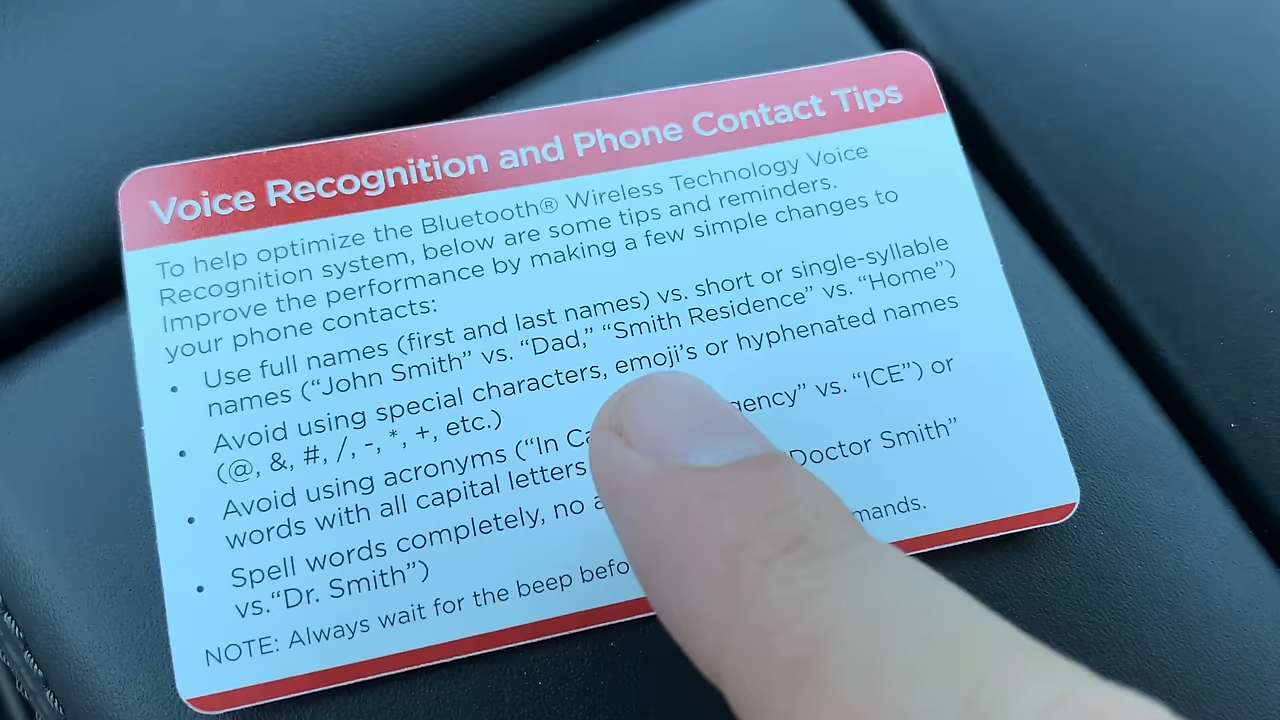 Voice Recognition and Phone Contact Tips
To help optimize the Bluetooth® Wireless Technology Voice
Recognition system, below are some tips and reminders.
Improve the performance by making a few simple changes to
your phone contacts:
• Use full names (first and last names) vs. short or single-syllable
names (“John Smith” vs. “Dad,” “Smith Residence” vs. “Home”)
• Avoid using special characters, emoji’s or hyphenated names
(@, &, #, /, -, *, +, etc.)
• Avoid using acronyms (“In vs. “ICE”) or
words with all capital letters
• Spell words completely, no “Doctor Smith”
vs.“Dr. Smith”)
NOTE: Always wait for the beep